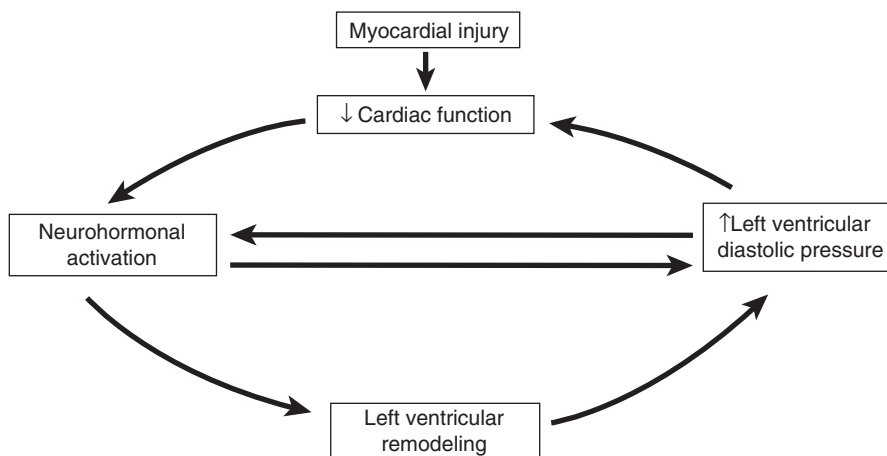 Myocardial injury
↓ Cardiac function
Neurohormonal
activation
↑Left ventricular
diastolic pressure
Left ventricular
remodeling